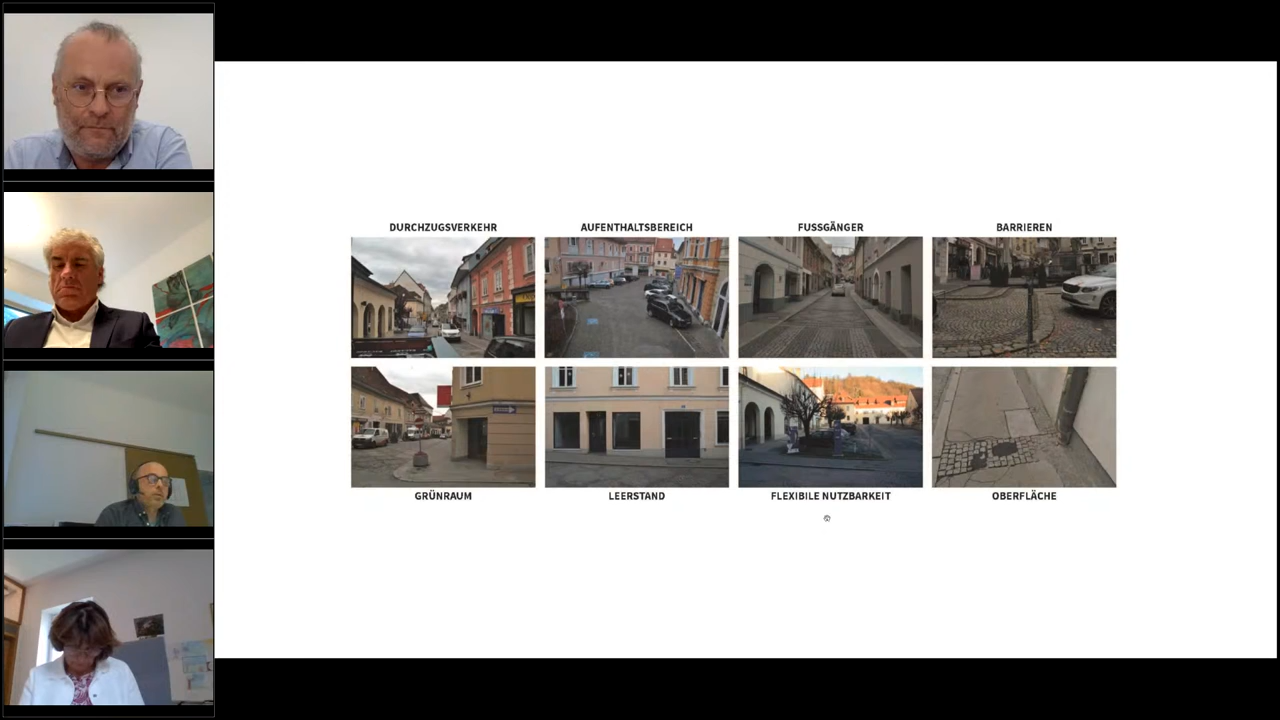 DURCHZUGSVERKEHR
AUFENTHALTSBEREICH
FUSSGÄNGER
BARRIEREN
GRÜNRAUM
LEERSTAND
FLEXIBILE NUTZBARKEIT
OBERFLÄCHE